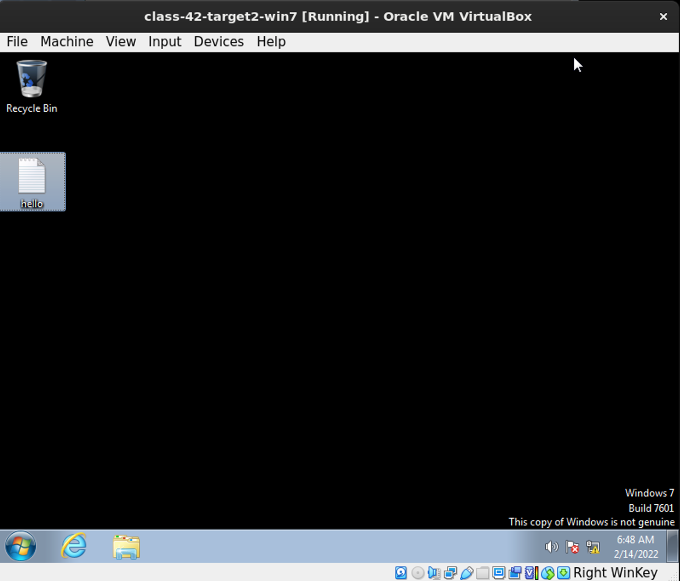 class-42-target2-win7 [Running] - Oracle VM VirtualBox
File Machine View Input Devices Help
Recycle Bin
hello
Windows 7
Build 7601
This copy of Windows is not genuine
6:48 AM
2/14/2022
Right WinKey